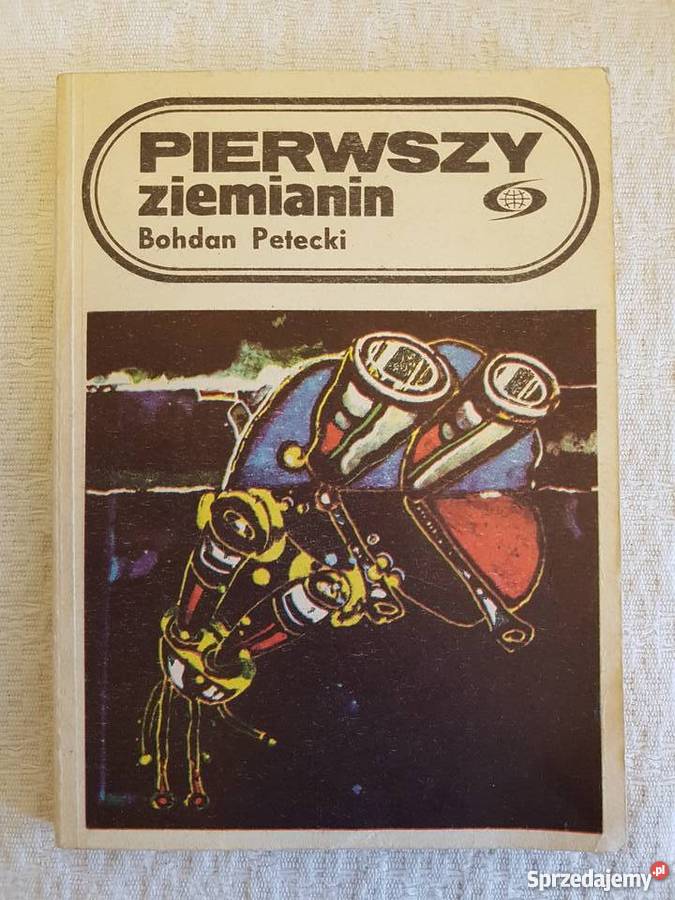 PIERWSZY
ziemianin
Bohdan Petecki
Sprzedajemy.pl